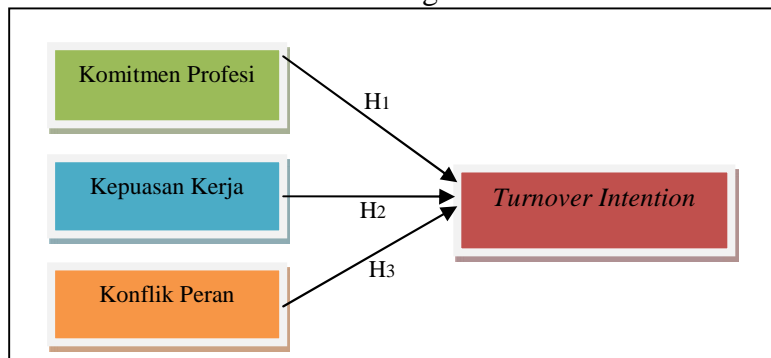 Komitmen Profesi
H1
Kepuasan Kerja
Turnover Intention
H2
Konflik Peran
H3